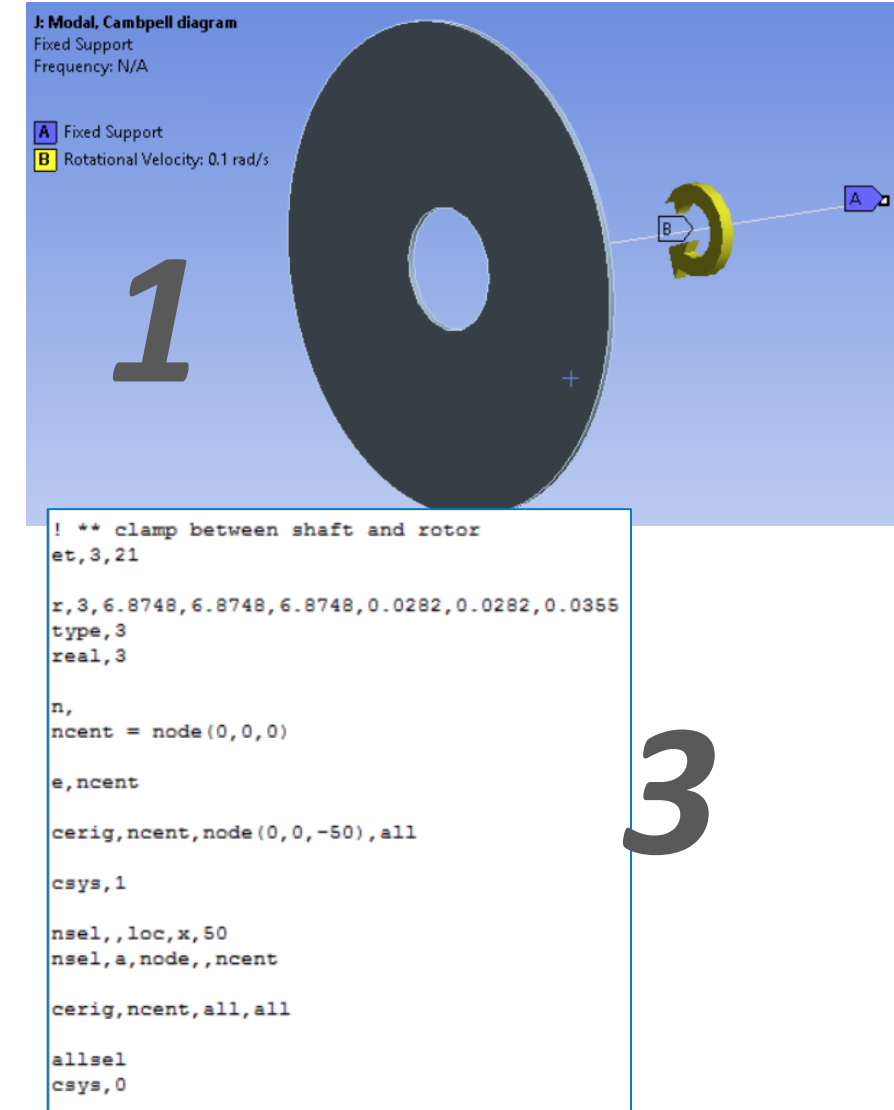 J: Modal, Cambpell diagram
Fixed Support
Frequency: N/A
A Fixed Support
B Rotational Velocity: 0.1 rad/s
A
B
1
! ** clamp between shaft and rotor
et,3,21
r,3,6.8748,6.8748,6.8748,0.0282,0.0282,0.0355
type,3
real,3
n,
ncent = node(0,0,0)
e,ncent
cerig,ncent,node(0,0,-50),all
csys,1
nsel,,loc,x,50
nsel,a,node,,ncent
cerig,ncent,all,all
allsel
csys,0
3